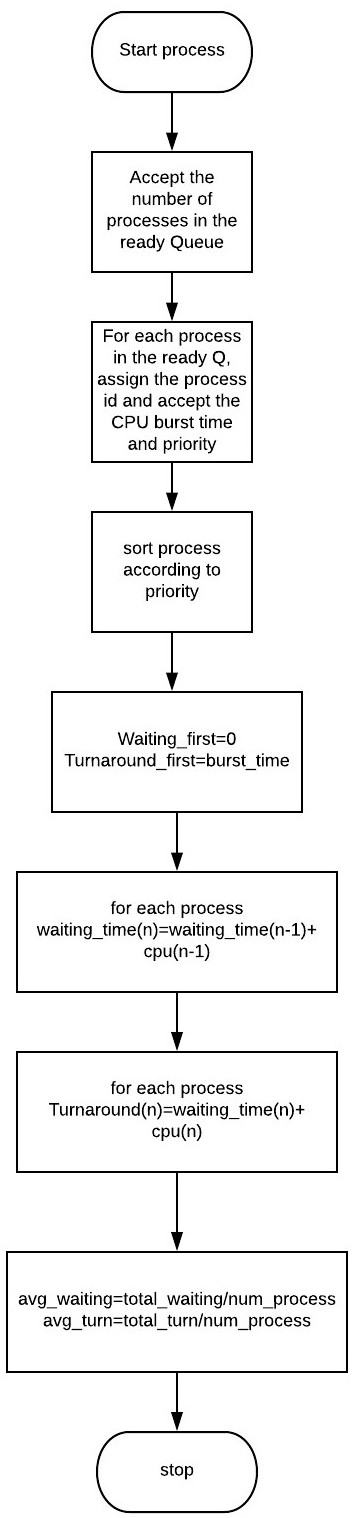 Start process
Accept the
number of
processes in the
ready Queue
For each process
in the ready Q,
assign the process
id and accept the
CPU burst time
and priority
sort process
according to
priority
Waiting_first=0
Turnaround_first=burst_time
for each process
waiting_time(n)=waiting_time(n-1)+
cpu(n-1)
for each process
Turnaround(n)=waiting_time(n)+
cpu(n)
avg_waiting=total_waiting/num_process
avg_turn=total_turn/num_process
stop